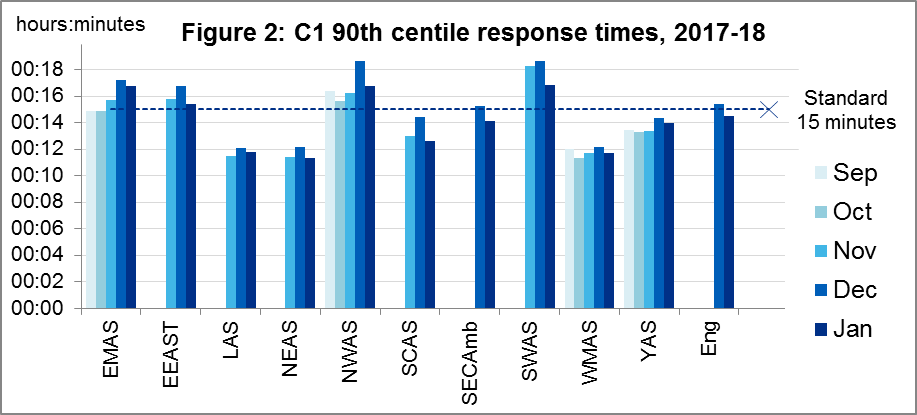 hours:minutes
Figure 2: C1 90th centile response times, 2017-18
00:18
00:16
00:14
00:12
00:10
00:08
00:06
00:04
00:02
00:00
Standard
15 minutes
Sep
Oct
Nov
Dec
Jan
EMAS
EEAST
LAS
NEAS
NWAS
SCAS
SECAmb
SWAS
WMAS
YAS
Eng